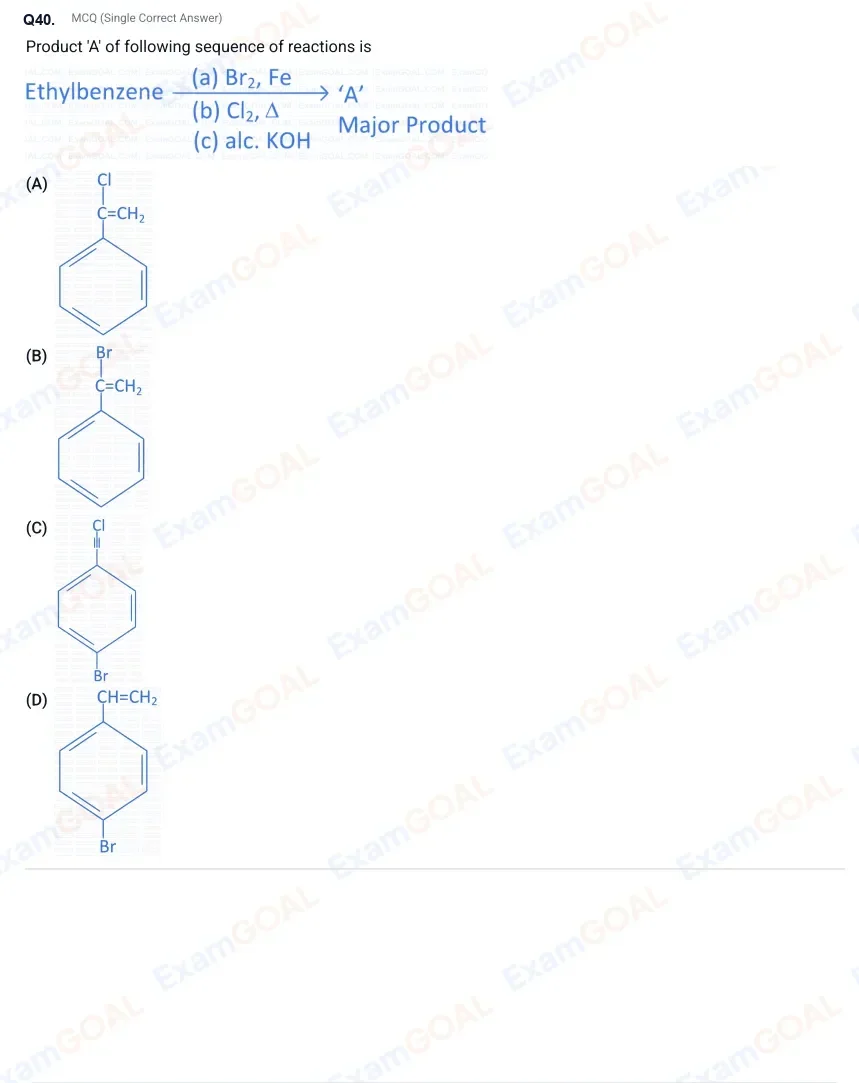 Q40. MCQ (Single Correct Answer)
Product 'A' of following sequence of reactions is
(a) Br₂, Fe
Ethylbenzene → 'A'
(b) Cl₂, Δ
Major Product
(c) alc. KOH
(A)
Cl
C=CH₂
(B)
Br
C=CH₂
(C)
Cl
Br
(D)
CH=CH₂
Br
ExamGOAL